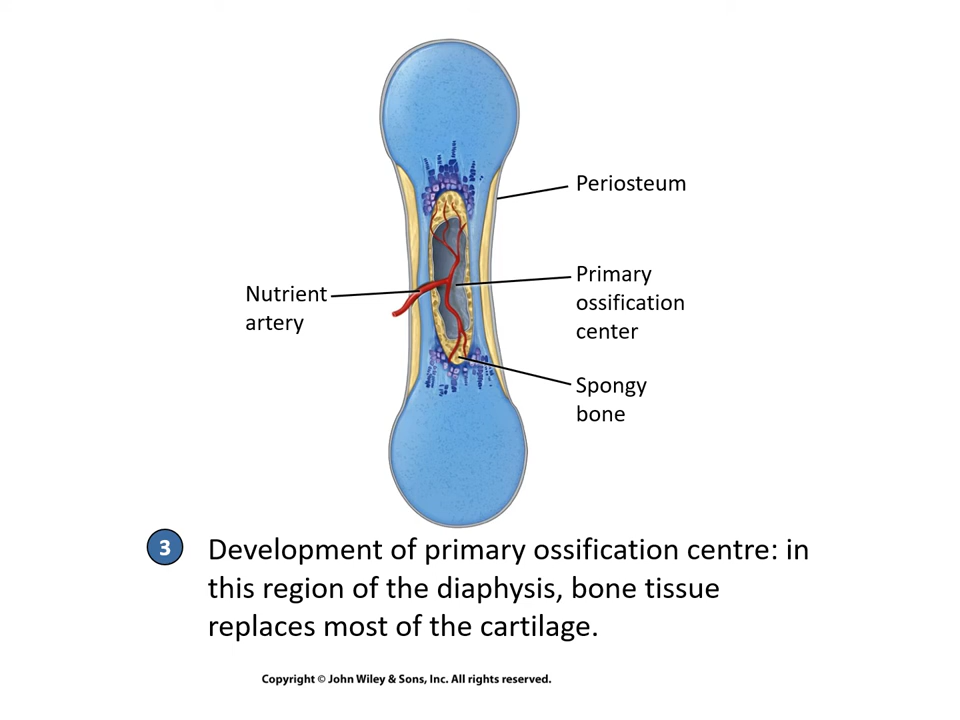 Periosteum
Primary
ossification
center
Nutrient
artery
Spongy
bone
3 Development of primary ossification centre: in
this region of the diaphysis, bone tissue
replaces most of the cartilage.
Copyright © John Wiley & Sons, Inc. All rights reserved.